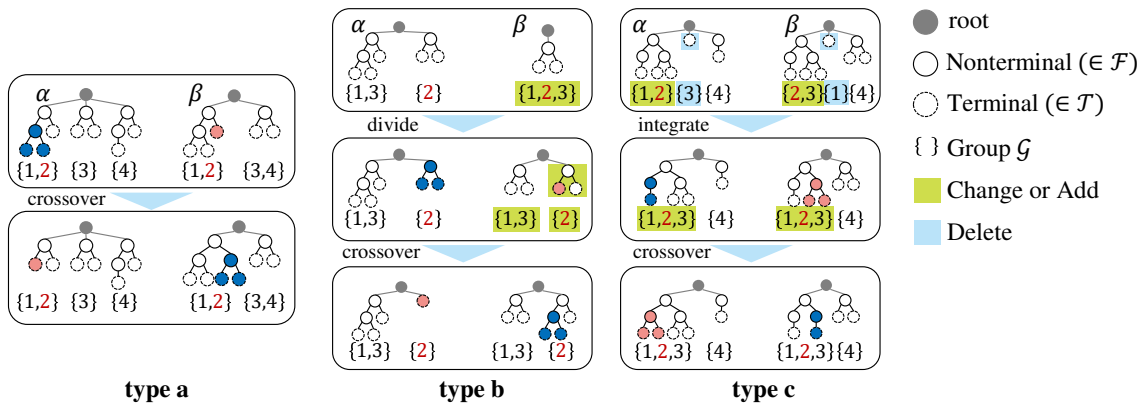 α β
{1,2} {3} {4} {1,2} {3,4}
crossover
{1,2} {3} {4} {1,2} {3,4}
type a
α β
{1,3} {2} {1,2,3}
divide
{1,3} {2} {1,3} {2}
crossover
{1,3} {2} {1,3} {2}
type b
α β
{1,2} {3} {4} {2,3} {1} {4}
integrate
{1,2,3} {4} {1,2,3} {4}
crossover
{1,2,3} {4} {1,2,3} {4}
type c
root
Nonterminal (∈ ℱ)
Terminal (∈ 𝒯)
{ } Group 𝒢
Change or Add
Delete